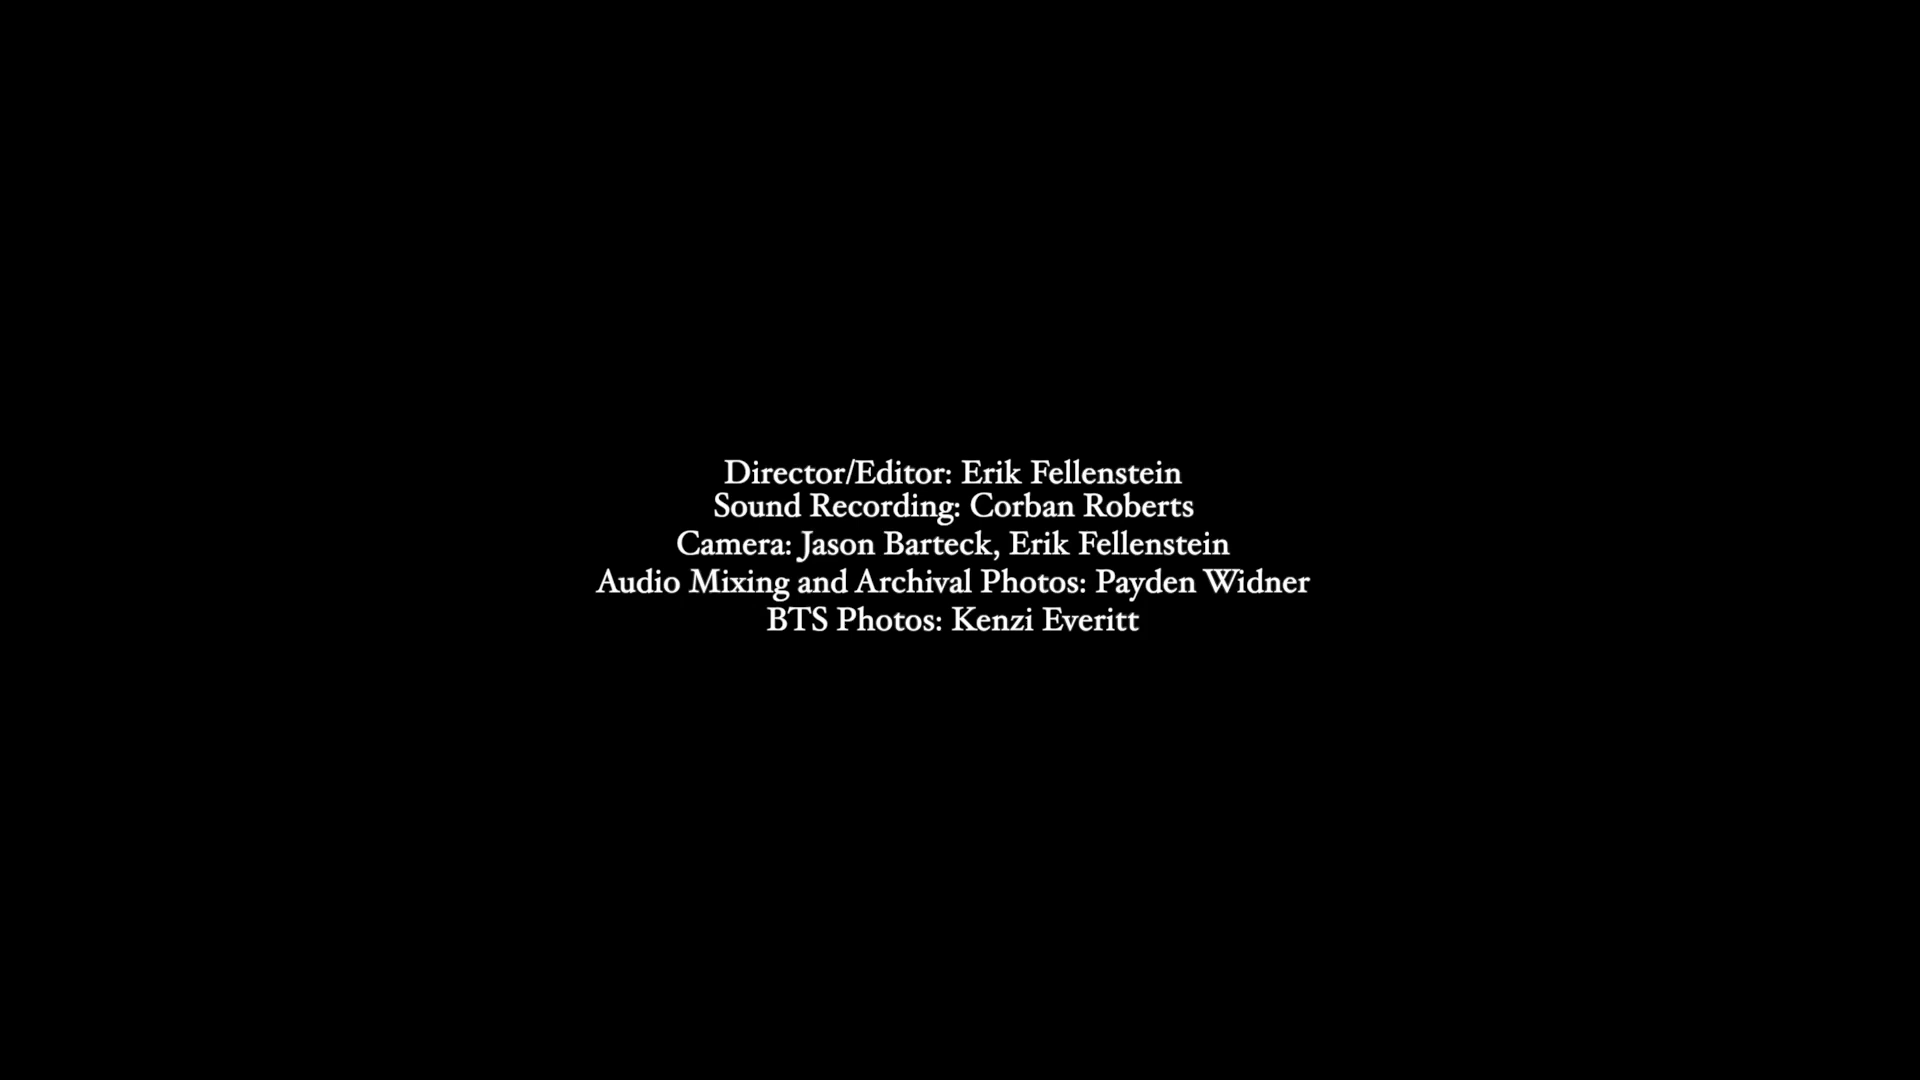 Director/Editor: Erik Fellenstein
Sound Recording: Corban Roberts
Camera: Jason Barteck, Erik Fellenstein
Audio Mixing and Archival Photos: Payden Widner
BTS Photos: Kenzi Everitt